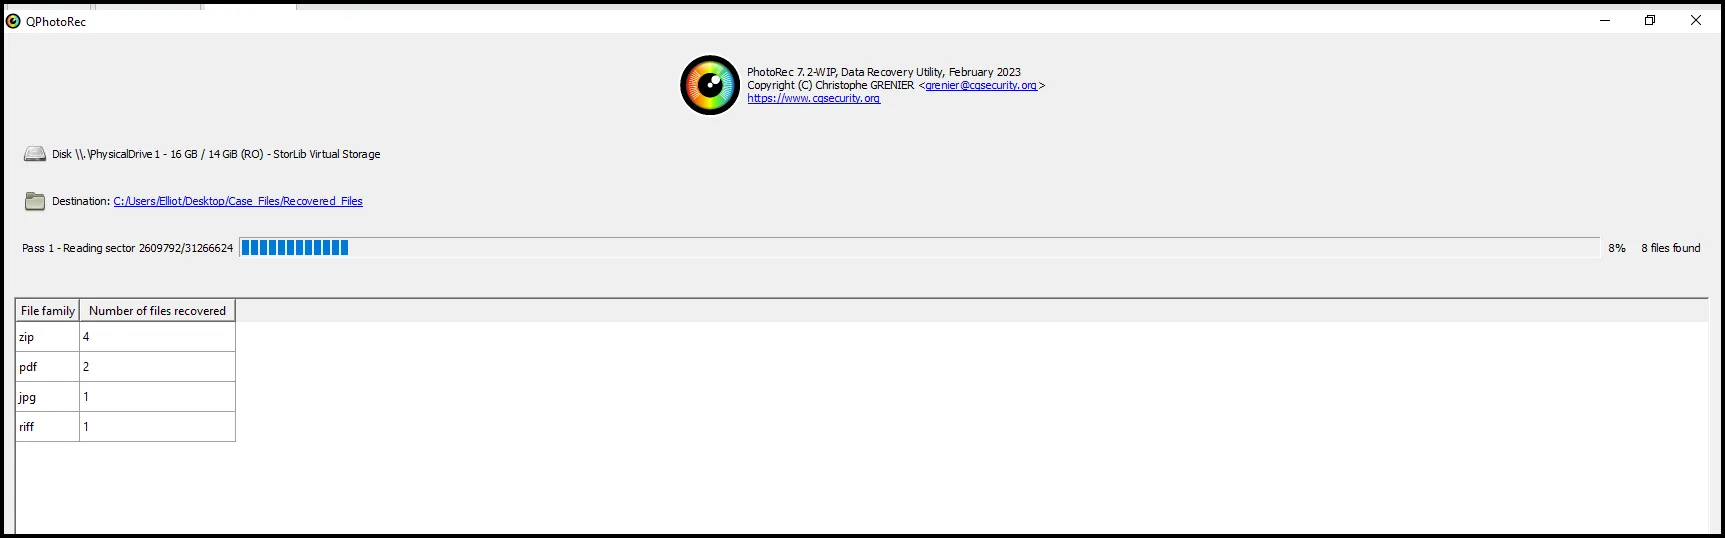 QPhotoRec
PhotoRec 7.2-WIP, Data Recovery Utility, February 2023
Copyright (C) Christophe GRENIER <grenier@cgsecurity.org>
https://www.cgsecurity.org
Disk \\.\PhysicalDrive1 - 16 GB / 14 GiB (RO) - StorLib Virtual Storage
Destination: C:/Users/Elliot/Desktop/Case_Files/Recovered_Files
Pass 1 - Reading sector 2609792/31266624 8% 8 files found
File family Number of files recovered
zip 4
pdf 2
jpg 1
riff 1